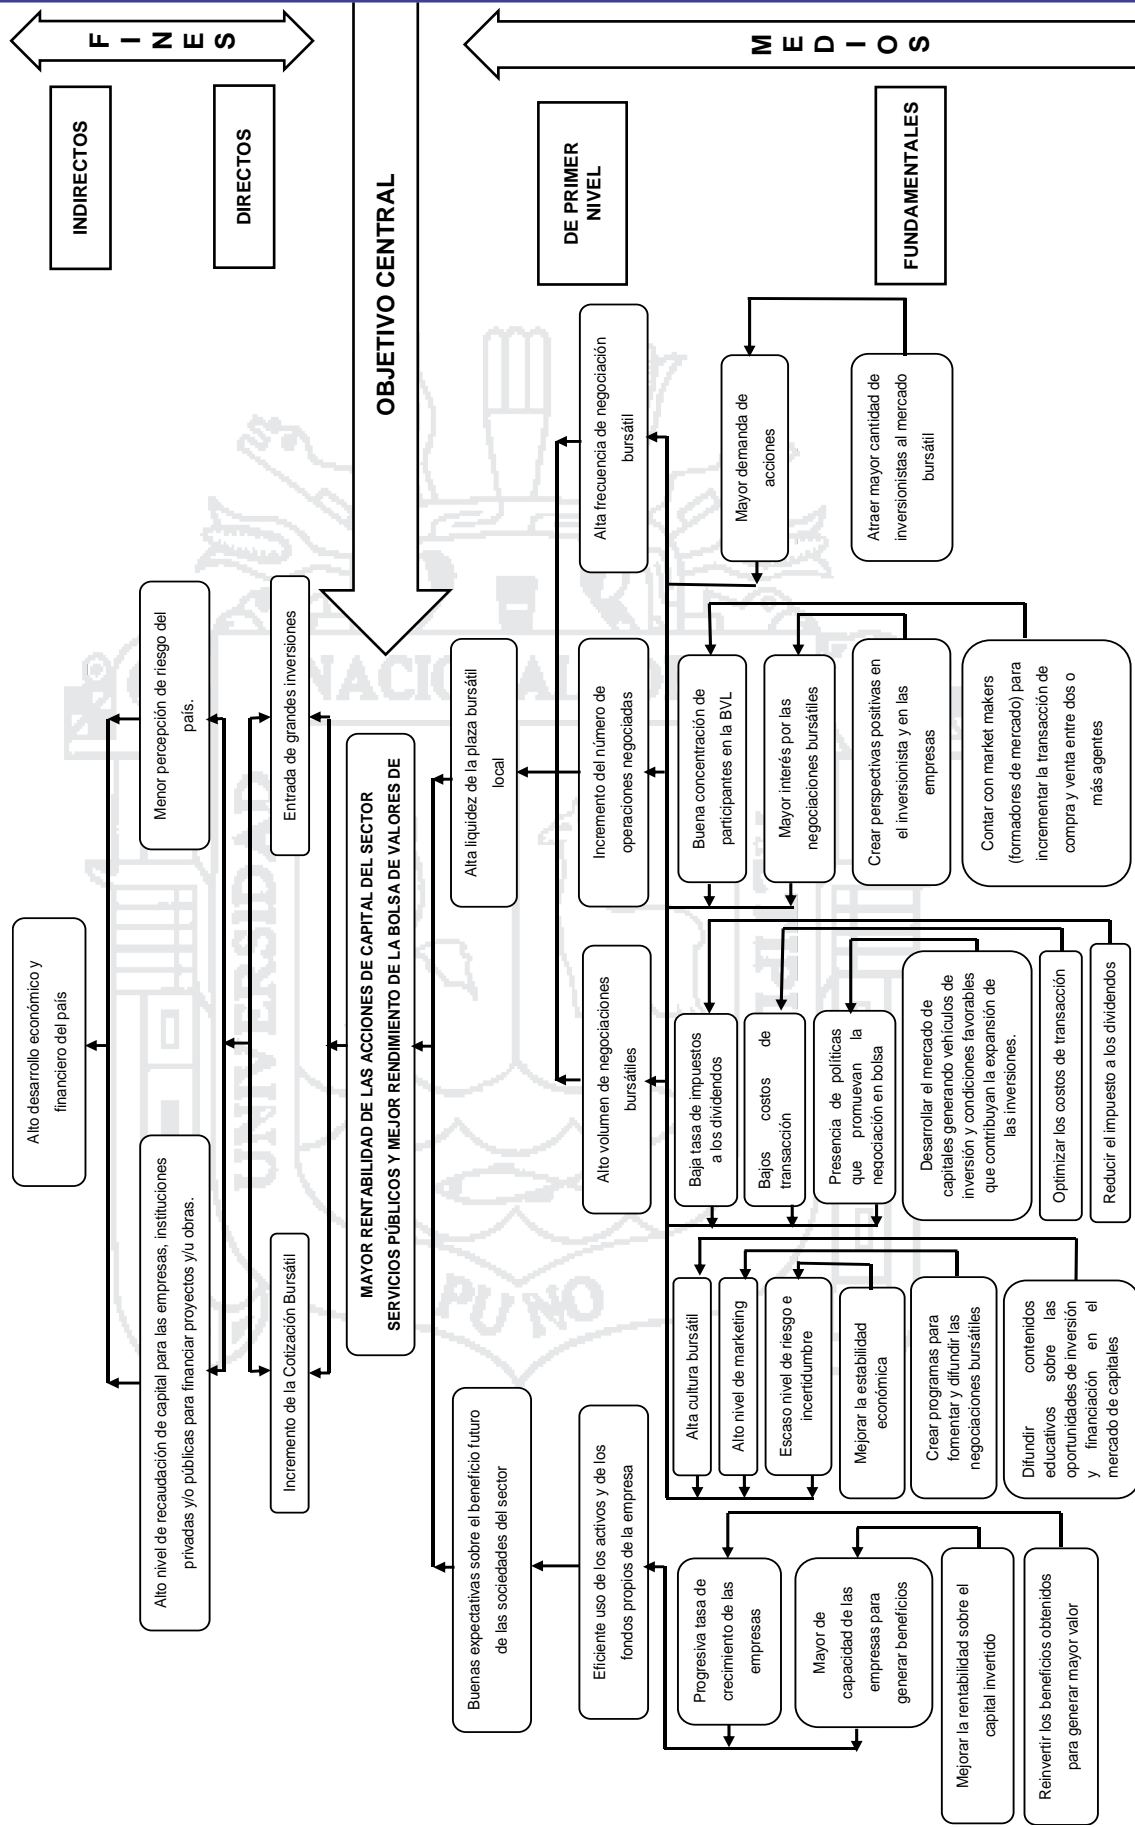 Alto desarrollo económico y
financiero del país
Alto nivel de recaudación de capital para las empresas, instituciones
privadas y/o públicas para financiar proyectos y/u obras.
Menor percepción de riesgo del
país.
INDIRECTOS
F I N E S
Incremento de la Cotización Bursátil
Entrada de grandes inversiones
DIRECTOS
MAYOR RENTABILIDAD DE LAS ACCIONES DE CAPITAL DEL SECTOR
SERVICIOS PÚBLICOS Y MEJOR RENDIMIENTO DE LA BOLSA DE VALORES DE
OBJETIVO CENTRAL
Buenas expectativas sobre el beneficio futuro
de las sociedades del sector
Alta liquidez de la plaza bursátil
local
Eficiente uso de los activos y de los
fondos propios de la empresa
Alto volumen de negociaciones
bursátiles
Incremento del número de
operaciones negociadas
Alta frecuencia de negociación
bursátil
DE PRIMER
NIVEL
M E D I O S
Progresiva tasa de
crecimiento de las
empresas
Mayor de
capacidad de las
empresas para
generar beneficios
Mejorar la rentabilidad sobre el
capital invertido
Reinvertir los beneficios obtenidos
para generar mayor valor
Alta cultura bursátil
Alto nivel de marketing
Escaso nivel de riesgo e
incertidumbre
Mejorar la estabilidad
económica
Crear programas para
fomentar y difundir las
negociaciones bursátiles
Difundir contenidos
educativos sobre las
oportunidades de inversión
y financiación en el
mercado de capitales
Baja tasa de impuestos
a los dividendos
Bajos costos de
transacción
Presencia de políticas
que promuevan la
negociación en bolsa
Desarrollar el mercado de
capitales generando vehículos de
inversión y condiciones favorables
que contribuyan la expansión de
las inversiones.
Optimizar los costos de transacción
Reducir el impuesto a los dividendos
Buena concentración de
participantes en la BVL
Mayor interés por las
negociaciones bursátiles
Crear perspectivas positivas en
el inversionista y en las
empresas
Contar con market makers
(formadores de mercado) para
incrementar la transacción de
compra y venta entre dos o
más agentes
Mayor demanda de
acciones
Atraer mayor cantidad de
inversionistas al mercado
bursátil
FUNDAMENTALES
UNIVERSIDAD
NACIONAL
PUNO